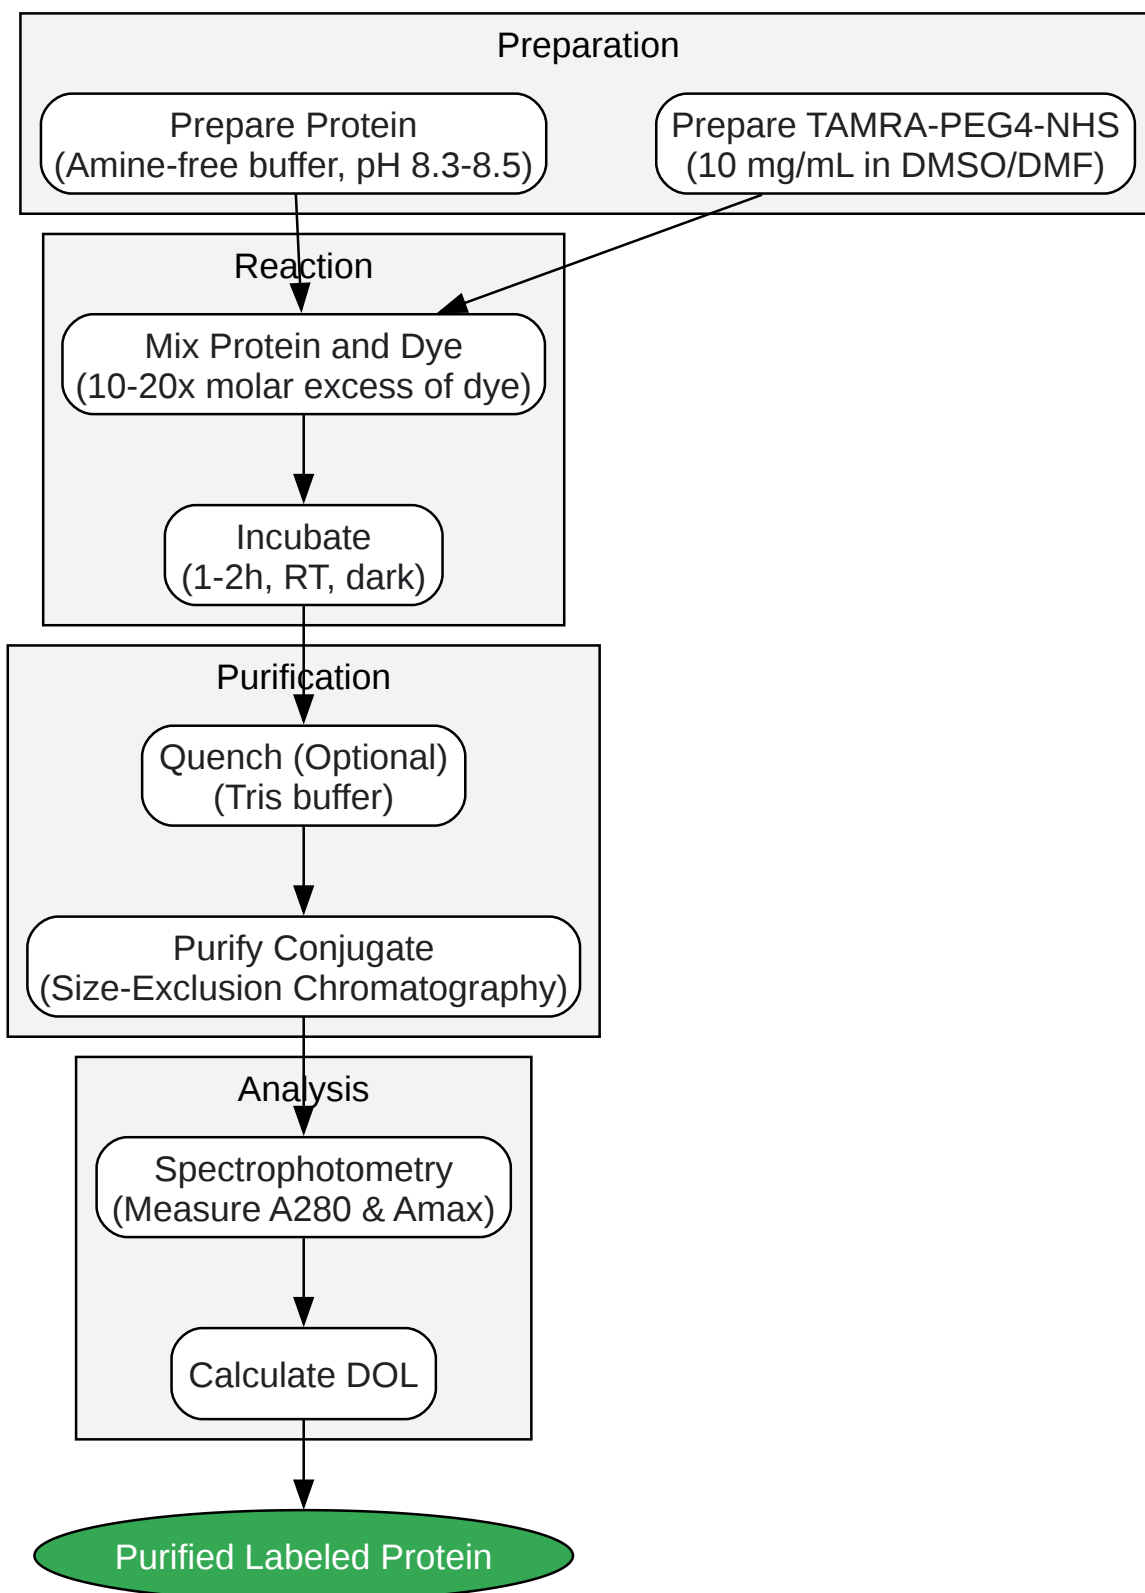 Preparation
Prepare Protein
(Amine-free buffer, pH 8.3-8.5)
Prepare TAMRA-PEG4-NHS
(10 mg/mL in DMSO/DMF)
Reaction
Mix Protein and Dye
(10-20x molar excess of dye)
Incubate
(1-2h, RT, dark)
Purification
Quench (Optional)
(Tris buffer)
Purify Conjugate
(Size-Exclusion Chromatography)
Analysis
Spectrophotometry
(Measure A280 & Amax)
Calculate DOL
Purified Labeled Protein